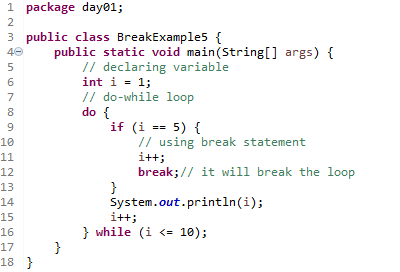 1 package day01;
2
3 public class BreakExample5 {
4 public static void main(String[] args) {
5 // declaring variable
6 int i = 1;
7 // do-while loop
8 do {
9 if (i == 5) {
10 // using break statement
11 i++;
12 break;// it will break the loop
13 }
14 System.out.println(i);
15 i++;
16 } while (i <= 10);
17 }
18 }